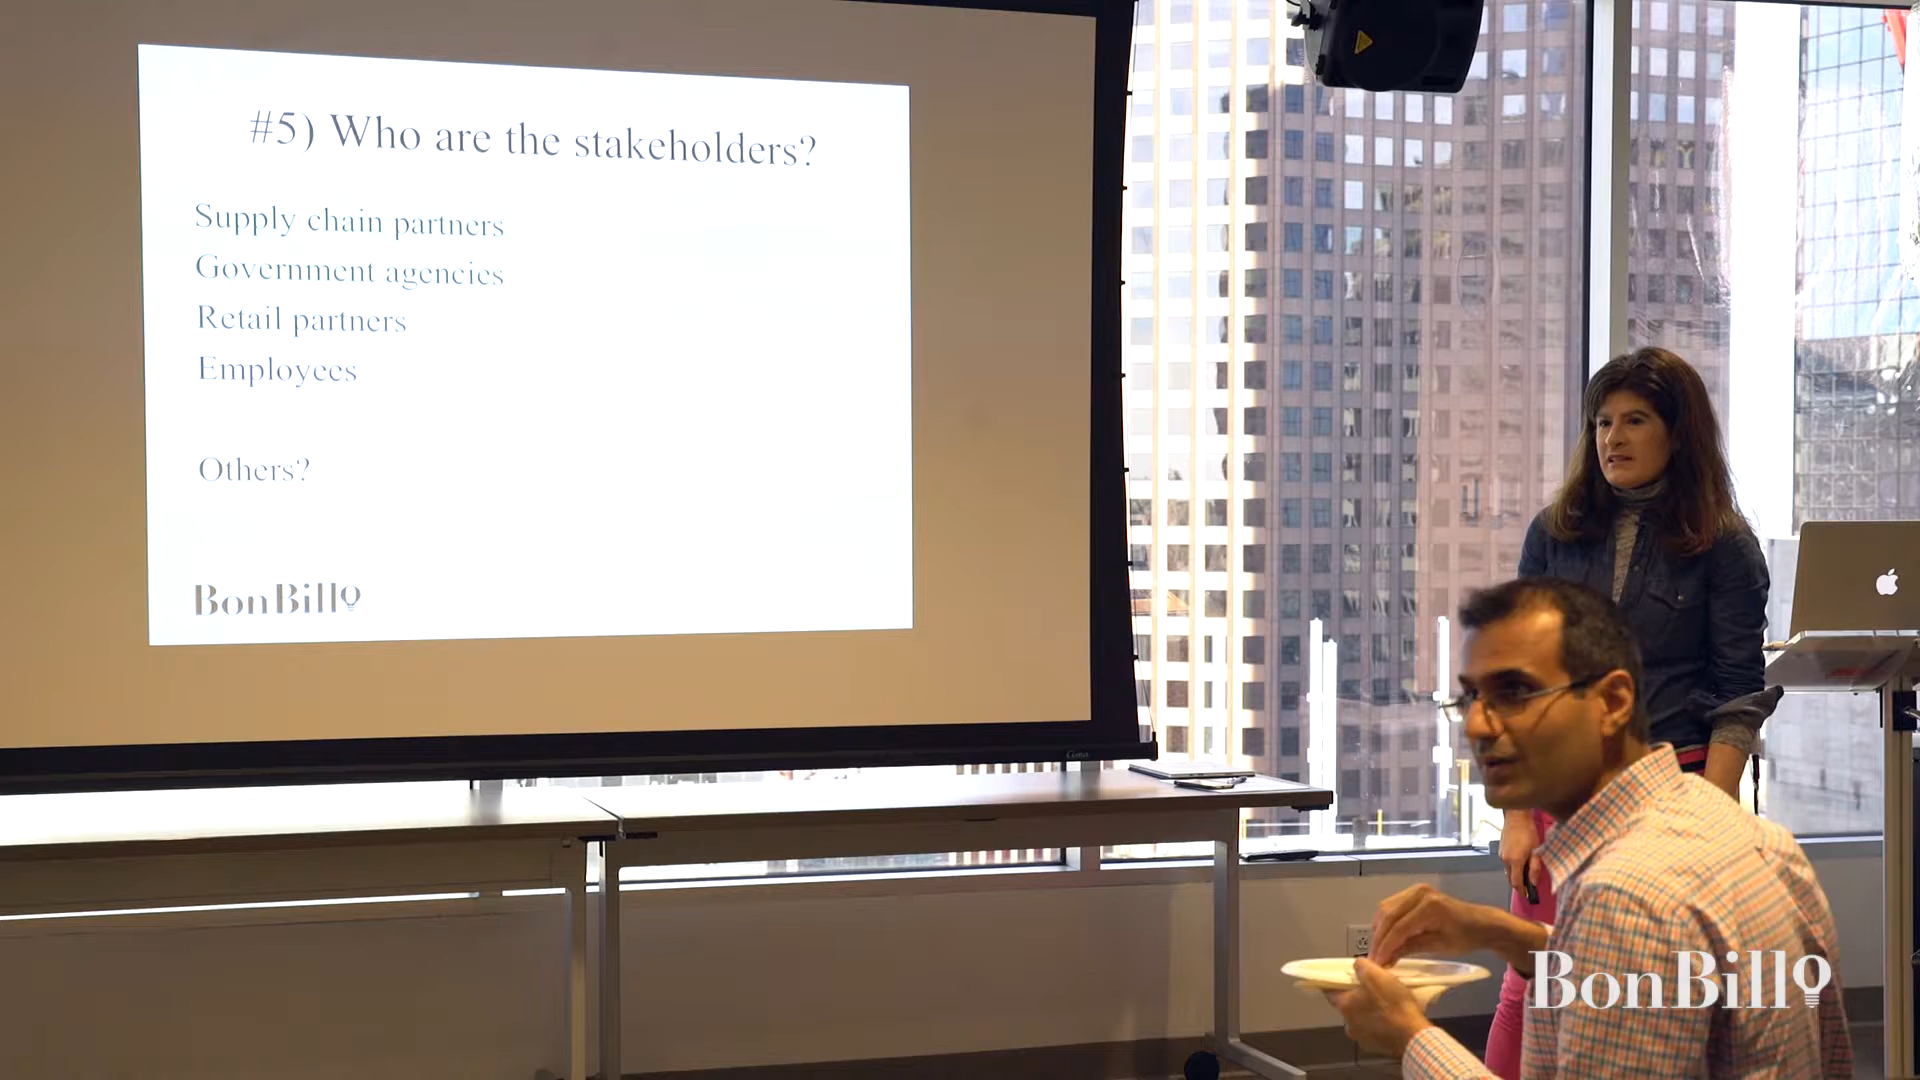 #5) Who are the stakeholders?
Supply chain partners
Government agencies
Retail partners
Employees
Others?
BonBillo
BonBillo